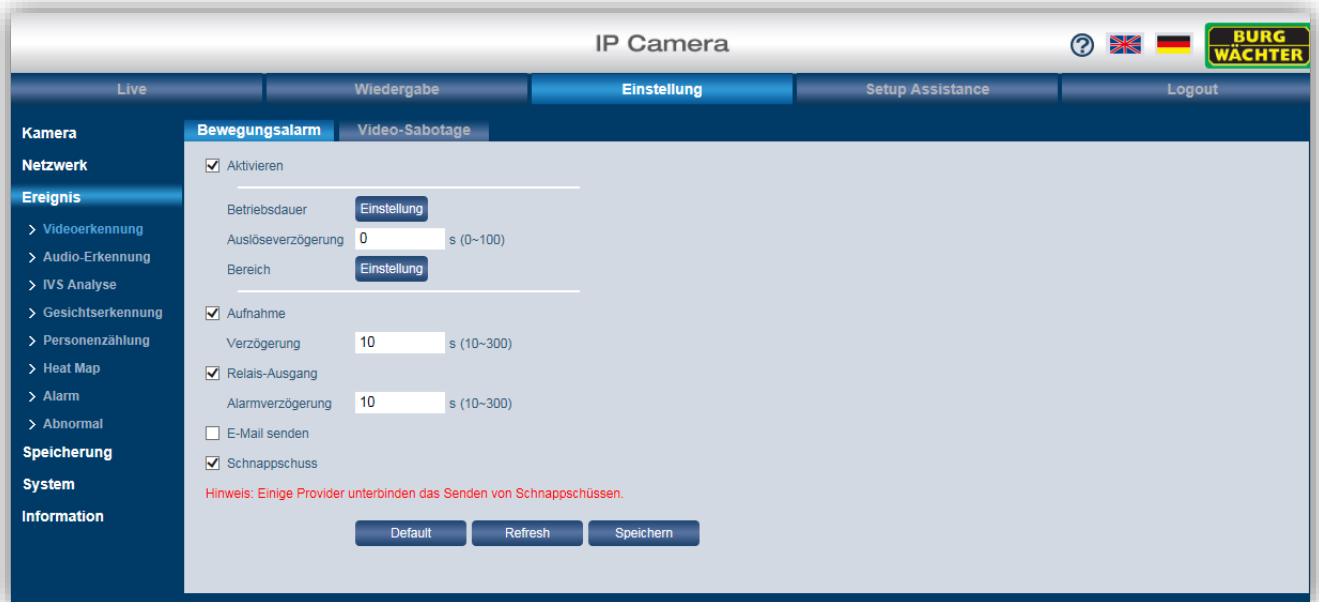 IP Camera
?
BURG
WÄCHTER
Live
Wiedergabe
Einstellung
Setup Assistance
Logout
Kamera
Netzwerk
Ereignis
> Videoerkennung
> Audio-Erkennung
> IVS Analyse
> Gesichtserkennung
> Personenzählung
> Heat Map
> Alarm
> Abnormal
Speicherung
System
Information
Bewegungsalarm
Video-Sabotage
Aktivieren
Betriebsdauer Einstellung
Auslöseverzögerung 0 s (0~100)
Bereich Einstellung
Aufnahme
Verzögerung 10 s (10~300)
Relais-Ausgang
Alarmverzögerung 10 s (10~300)
E-Mail senden
Schnappschuss
Hinweis: Einige Provider unterbinden das Senden von Schnappschüssen.
Default Refresh Speichern